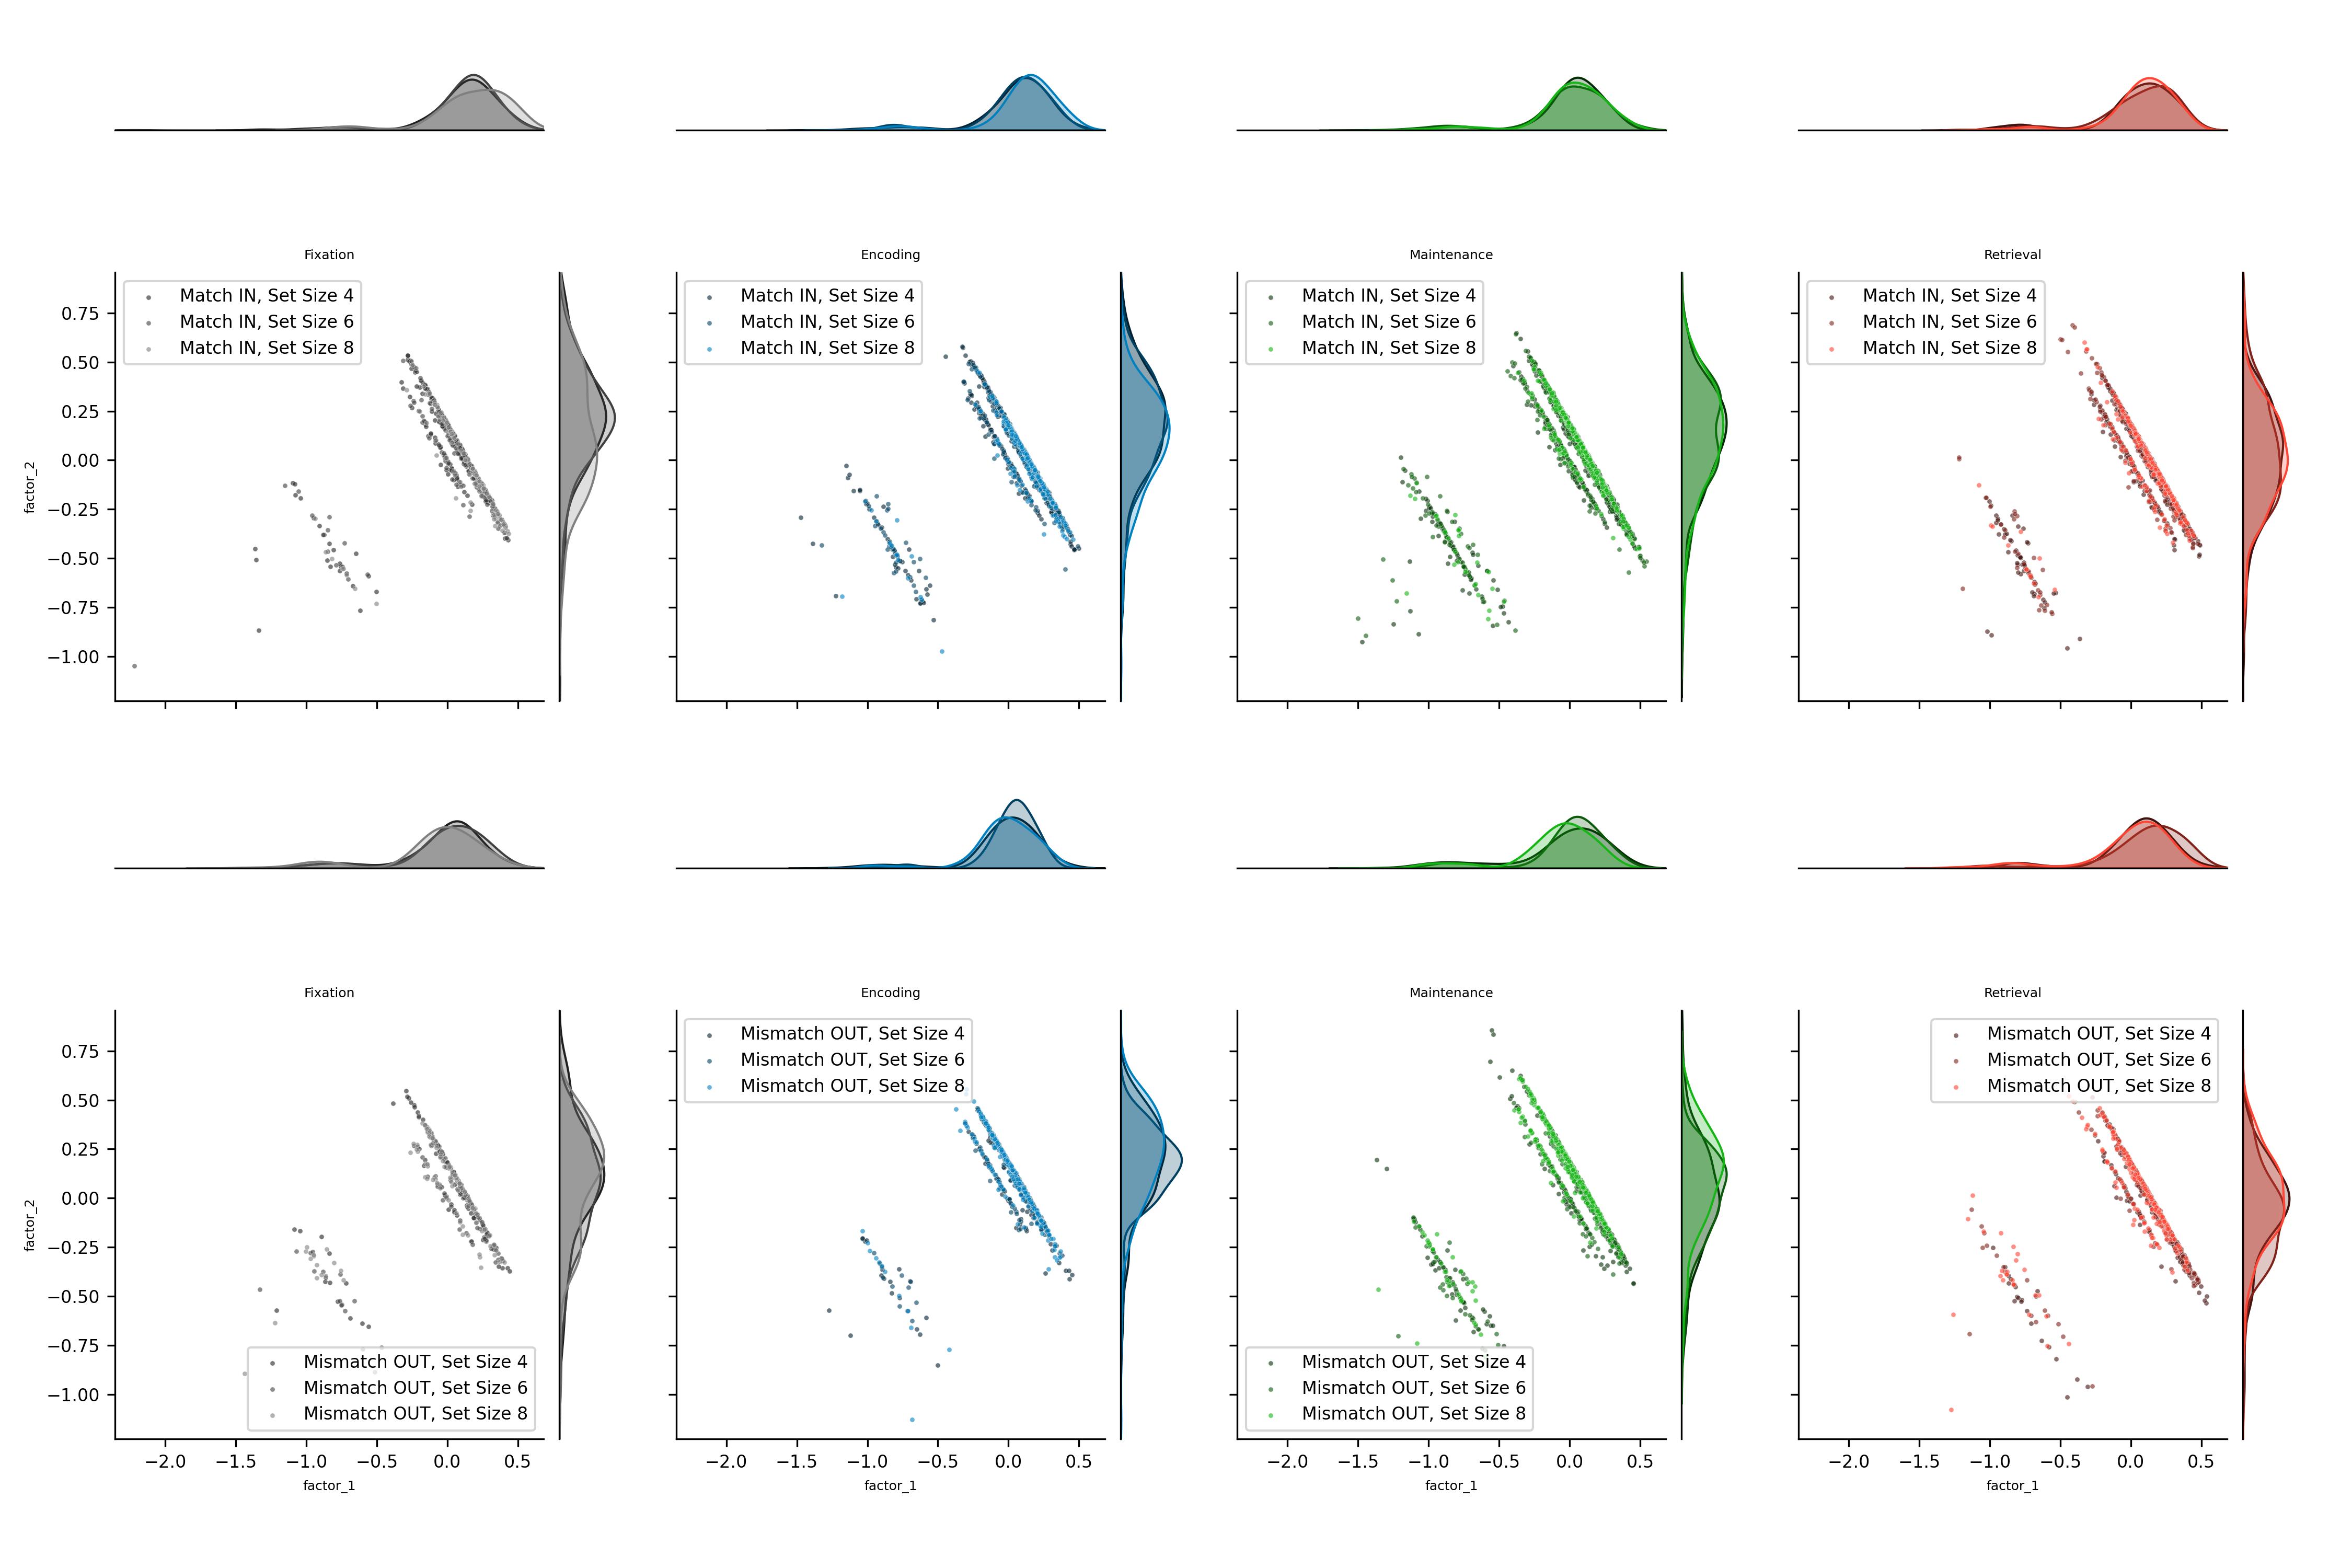 Fixation
Encoding
Maintenance
Retrieval
Match IN, Set Size 4
Match IN, Set Size 6
Match IN, Set Size 8
Match IN, Set Size 4
Match IN, Set Size 6
Match IN, Set Size 8
Match IN, Set Size 4
Match IN, Set Size 6
Match IN, Set Size 8
Match IN, Set Size 4
Match IN, Set Size 6
Match IN, Set Size 8
factor_2
0.75
0.50
0.25
0.00
−0.25
−0.50
−0.75
−1.00
Fixation
Encoding
Maintenance
Retrieval
Mismatch OUT, Set Size 4
Mismatch OUT, Set Size 6
Mismatch OUT, Set Size 8
Mismatch OUT, Set Size 4
Mismatch OUT, Set Size 6
Mismatch OUT, Set Size 8
Mismatch OUT, Set Size 4
Mismatch OUT, Set Size 6
Mismatch OUT, Set Size 8
Mismatch OUT, Set Size 4
Mismatch OUT, Set Size 6
Mismatch OUT, Set Size 8
factor_2
0.75
0.50
0.25
0.00
−0.25
−0.50
−0.75
−1.00
−2.0 −1.5 −1.0 −0.5 0.0 0.5
factor_1
−2.0 −1.5 −1.0 −0.5 0.0 0.5
factor_1
−2.0 −1.5 −1.0 −0.5 0.0 0.5
factor_1
−2.0 −1.5 −1.0 −0.5 0.0 0.5
factor_1